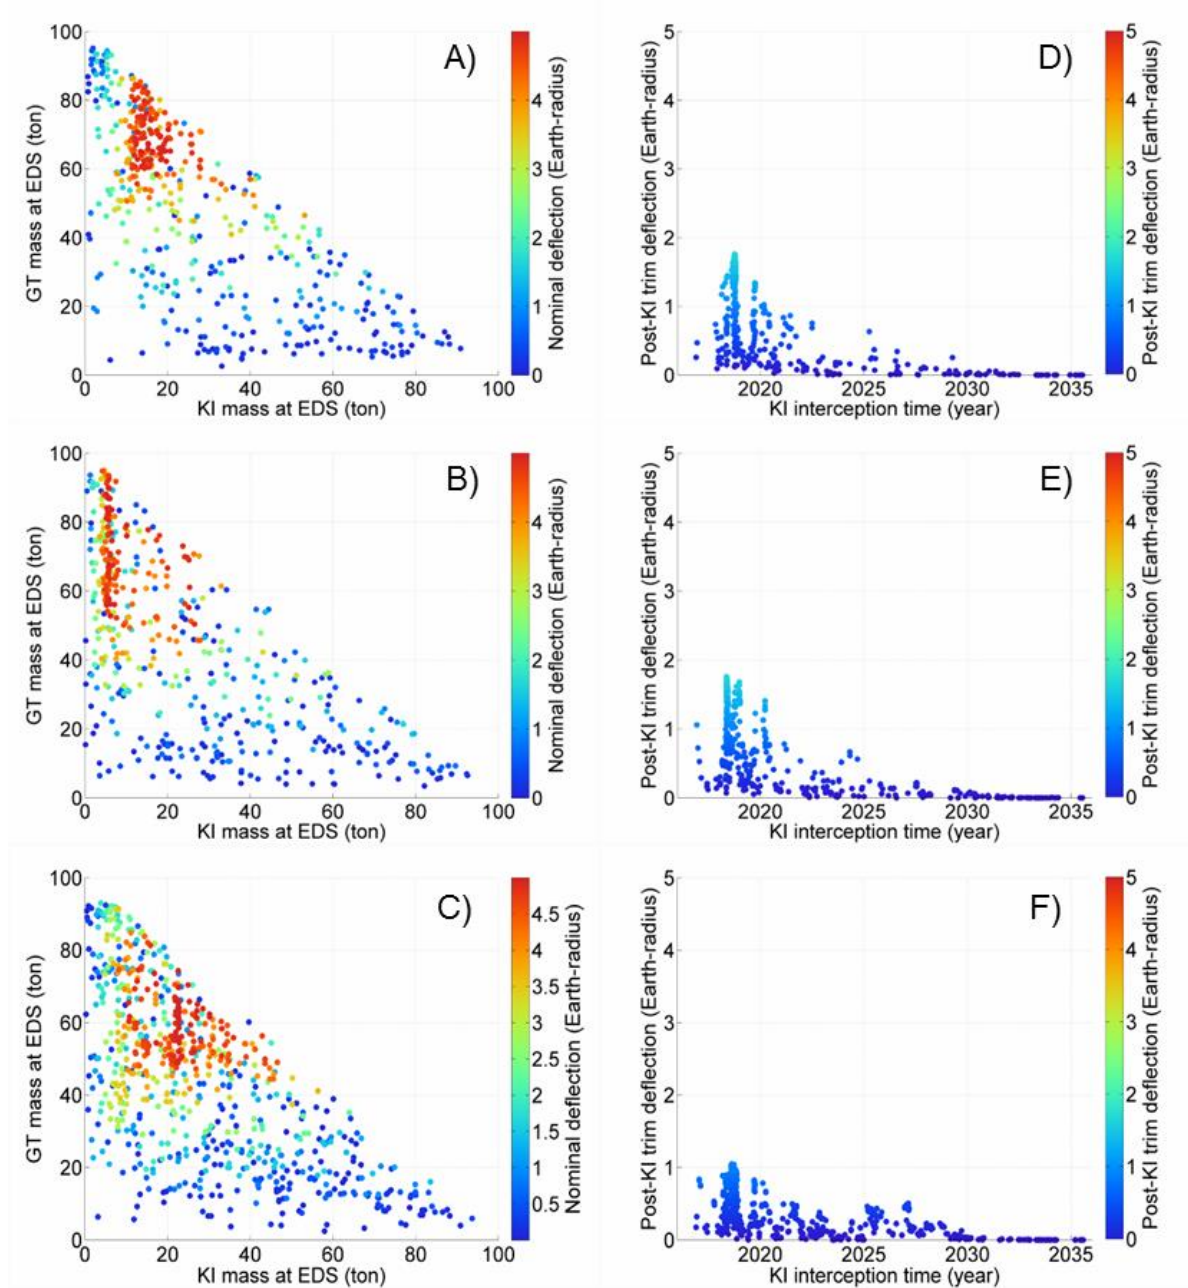 A)
GT mass at EDS (ton)
100
80
60
40
20
0
0 20 40 60 80 100
KI mass at EDS (ton)
4
3
2
1
0
Nominal deflection (Earth-radius)
D)
Post-KI trim deflection (Earth-radius)
5
4
3
2
1
0
2020 2025 2030 2035
KI interception time (year)
5
4
3
2
1
0
Post-KI trim deflection (Earth-radius)
B)
GT mass at EDS (ton)
100
80
60
40
20
0
0 20 40 60 80 100
KI mass at EDS (ton)
4
3
2
1
0
Nominal deflection (Earth-radius)
E)
Post-KI trim deflection (Earth-radius)
5
4
3
2
1
0
2020 2025 2030 2035
KI interception time (year)
5
4
3
2
1
0
Post-KI trim deflection (Earth-radius)
C)
GT mass at EDS (ton)
100
80
60
40
20
0
0 20 40 60 80 100
KI mass at EDS (ton)
4.5
4
3.5
3
2.5
2
1.5
1
0.5
Nominal deflection (Earth-radius)
F)
Post-KI trim deflection (Earth-radius)
5
4
3
2
1
0
2020 2025 2030 2035
KI interception time (year)
5
4
3
2
1
0
Post-KI trim deflection (Earth-radius)